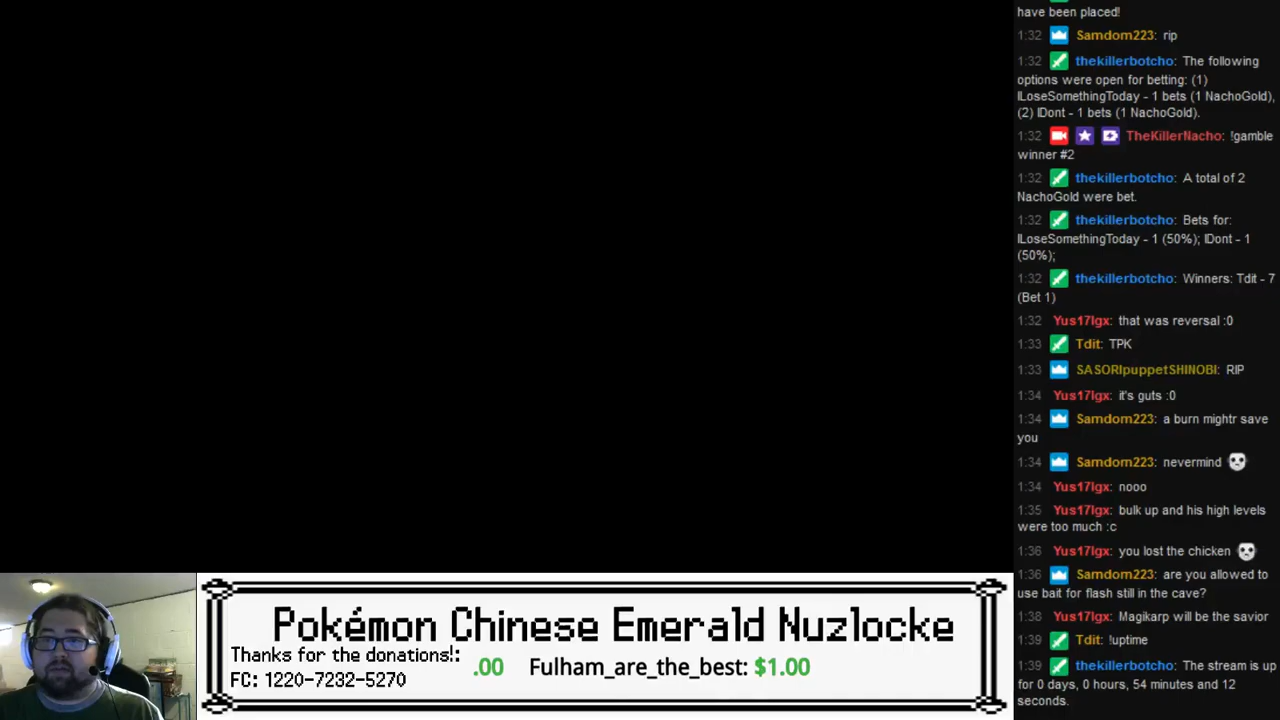 have been placed!
1:32 Samdorn223: rip
1:32 thekillerbotcho: The following
options were open for betting: (1)
ILoseSomethingToday - 1 bets (1 NachoGold),
(2) IDont - 1 bets (1 NachoGold).
1:32 TheKillerNacho: !gamble
winner #2
1:32 thekillerbotcho: A total of 2
NachoGold were bet.
1:32 thekillerbotcho: Bets for:
ILoseSomethingToday - 1 (50%); IDont - 1
(50%);
1:32 thekillerbotcho: Winners: Tdit - 7
(Bet 1)
1:32 Yus17lgx: that was reversal :0
1:33 Tdit: TPK
1:33 SASORIpuppetSHINOBI: RIP
1:34 Yus17lgx: it's guts :0
1:34 Samdorn223: a burn mightr save
you
1:34 Samdorn223: nevermind
1:34 Yus17lgx: nooo
1:35 Yus17lgx: bulk up and his high levels
were too much :c
1:36 Yus17lgx: you lost the chicken
1:36 Samdorn223: are you allowed to
use bait for flash still in the cave?
1:38 Yus17lgx: Magikarp will be the savior
1:39 Tdit: !uptime
1:39 thekillerbotcho: The stream is up
for 0 days, 0 hours, 54 minutes and 12
seconds.
Pokémon Chinese Emerald Nuzlocke
Thanks for the donations!:
.00 Fulham_are_the_best: $1.00
FC: 1220-7232-5270